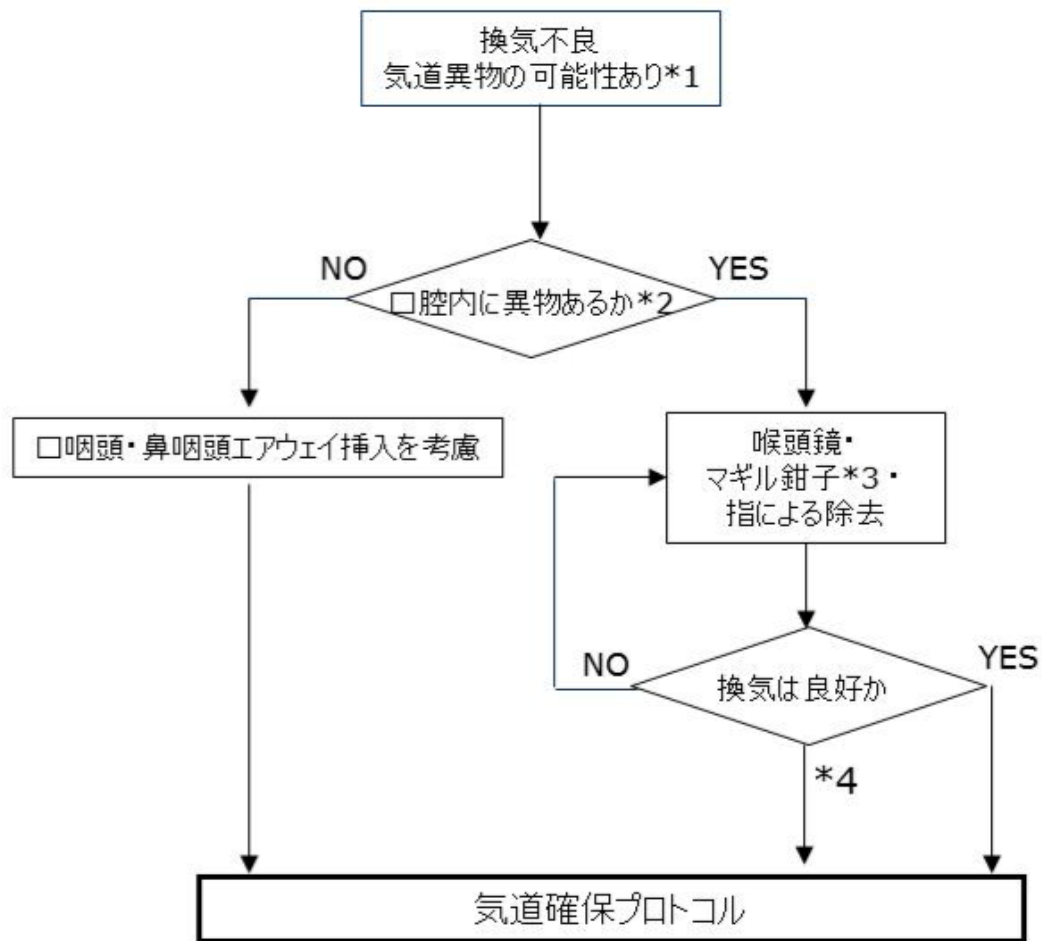 換気不良
気道異物の可能性あり*1
NO
YES
口腔内に異物あるか*2
口咽頭・鼻咽頭エアウェイ挿入を考慮
喉頭鏡・
マギル鉗子*3・
指による除去
NO
YES
換気は良好か
*4
気道確保プロトコル